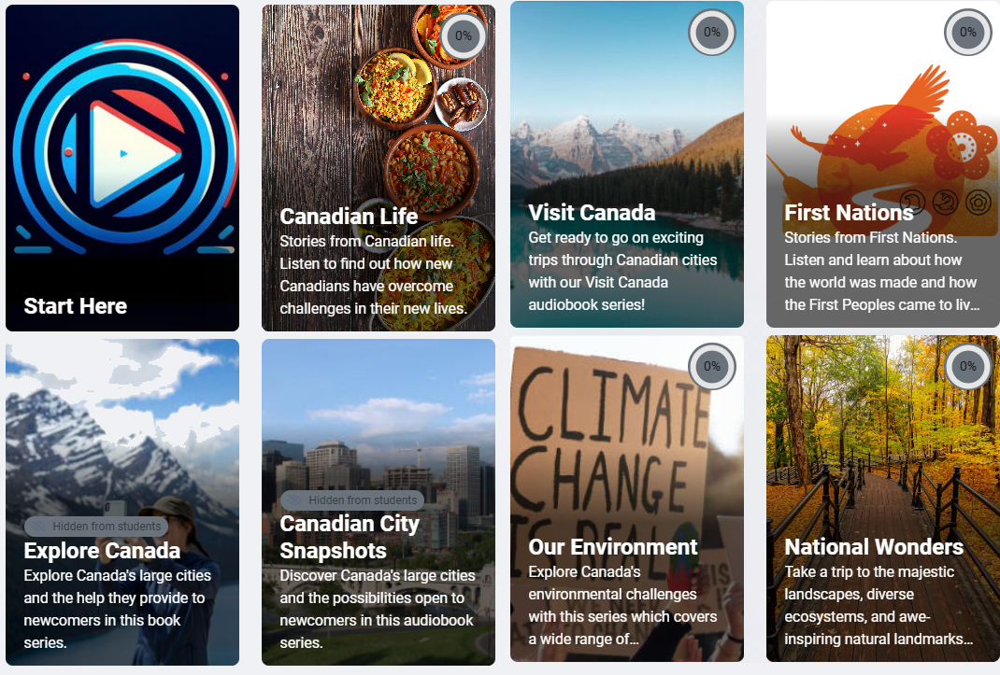 Start Here
0%
Canadian Life
Stories from Canadian life.
Listen to find out how new
Canadians have overcome
challenges in their new lives.
0%
Visit Canada
Get ready to go on exciting
trips through Canadian cities
with our Visit Canada
audiobook series!
0%
First Nations
Stories from First Nations.
Listen and learn about how
the world was made and how
the First Peoples came to liv...
Hidden from students
Explore Canada
Explore Canada's large cities
and the help they provide to
newcomers in this book
series.
Hidden from students
Canadian City
Snapshots
Discover Canada's large cities
and the possibilities open to
newcomers in this audiobook
series.
0%
CLIMATE
CHANGE
REAL
Our Environment
Explore Canada's
environmental challenges
with this series which covers
a wide range of...
0%
National Wonders
Take a trip to the majestic
landscapes, diverse
ecosystems, and awe-
inspiring natural landmarks...